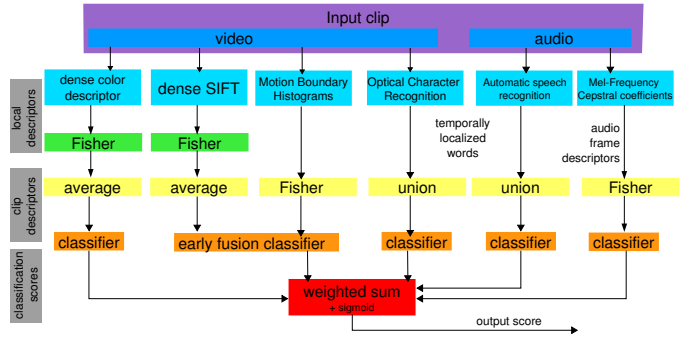 Input clip
video
audio
local
descriptors
dense color
descriptor
dense SIFT
Motion Boundary
Histograms
Optical Character
Recognition
Automatic speech
recognition
Mel-Frequency
Cepstral coefficients
Fisher
Fisher
temporally
localized
words
audio
frame
descriptors
clip
descriptors
average
average
Fisher
union
union
Fisher
classifier
early fusion classifier
classifier
classifier
classifier
classification
scores
weighted sum
+ sigmoid
output score